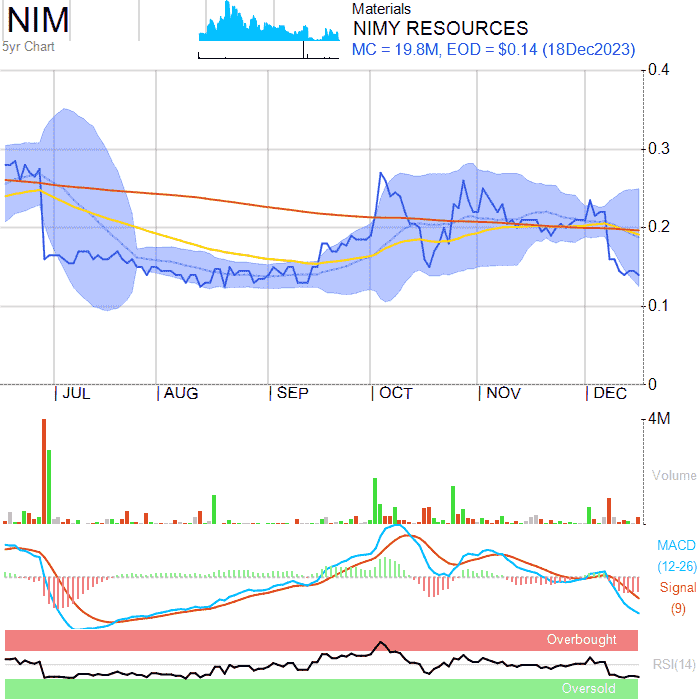 NIM
5yr Chart
Materials
NIMY RESOURCES
MC = 19.8M, EOD = $0.14 (18Dec2023)
0.4
0.3
0.2
0.1
0
JUL AUG SEP OCT NOV DEC
4M
Volume
MACD
(12-26)
Signal
(9)
Overbought
RSI(14)
Oversold